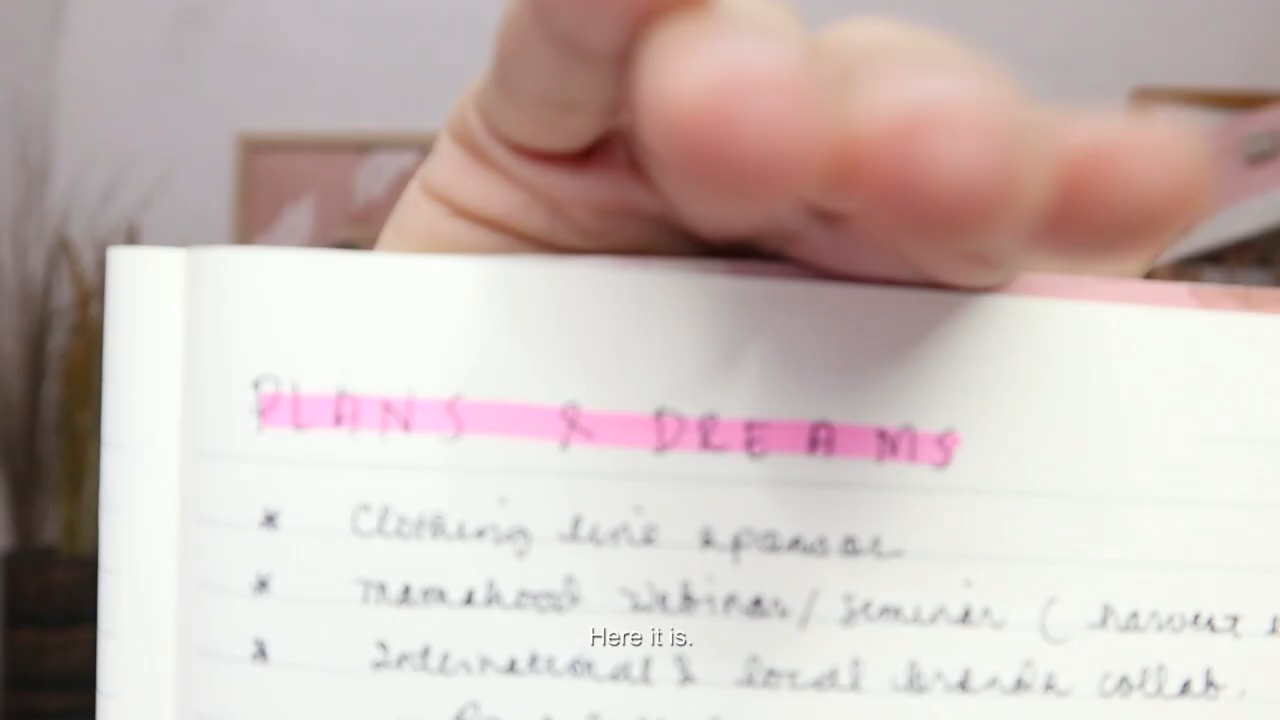 PLANS & DREAMS
* Clothing line sponsor
* mamahood webinar/ seminar ( harvest
* International & local brands collab.
Here it is.